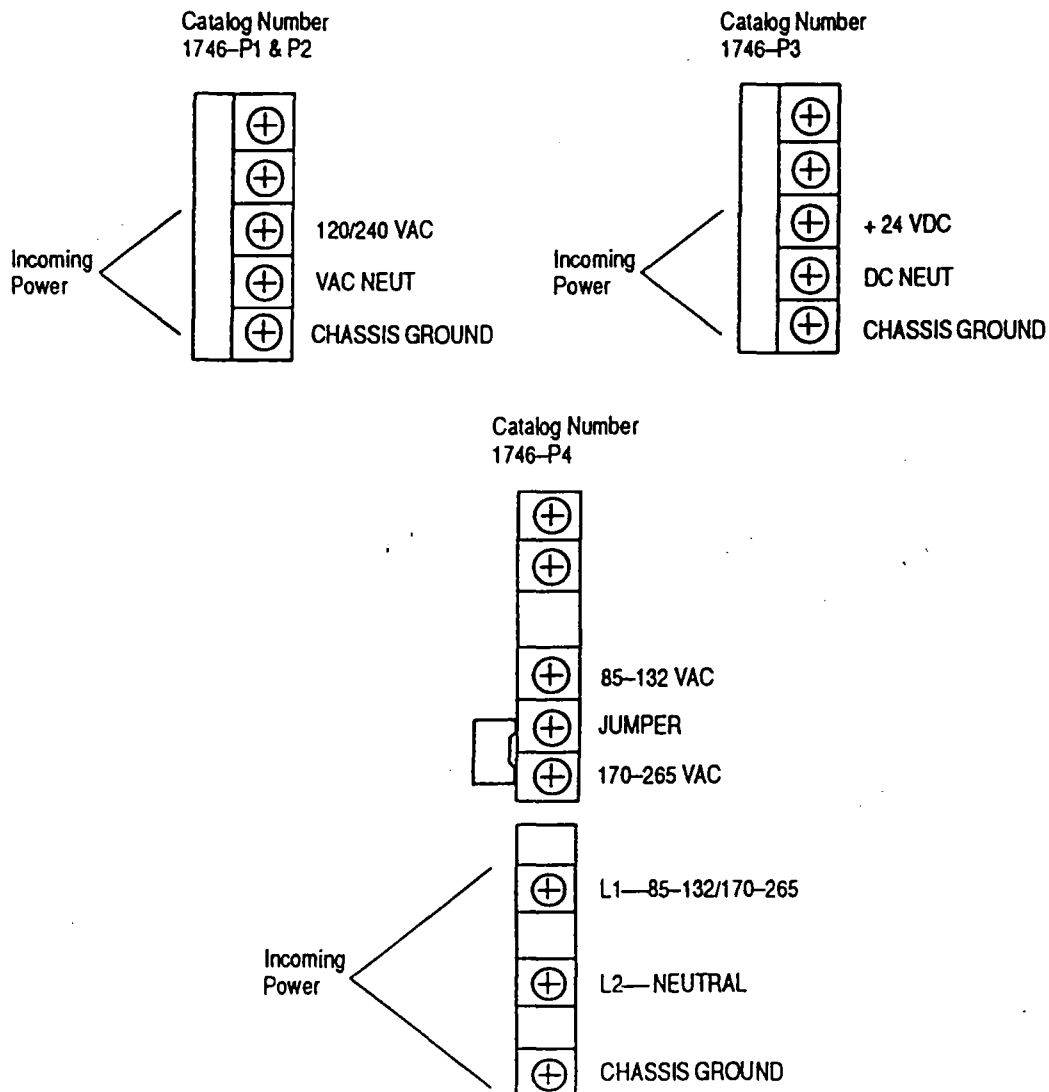 Catalog Number
1746–P1 & P2
Catalog Number
1746–P3
120/240 VAC
Incoming
Power
VAC NEUT
CHASSIS GROUND
+ 24 VDC
Incoming
Power
DC NEUT
CHASSIS GROUND
Catalog Number
1746–P4
85–132 VAC
JUMPER
170–265 VAC
L1—85–132/170–265
Incoming
Power
L2— NEUTRAL
CHASSIS GROUND